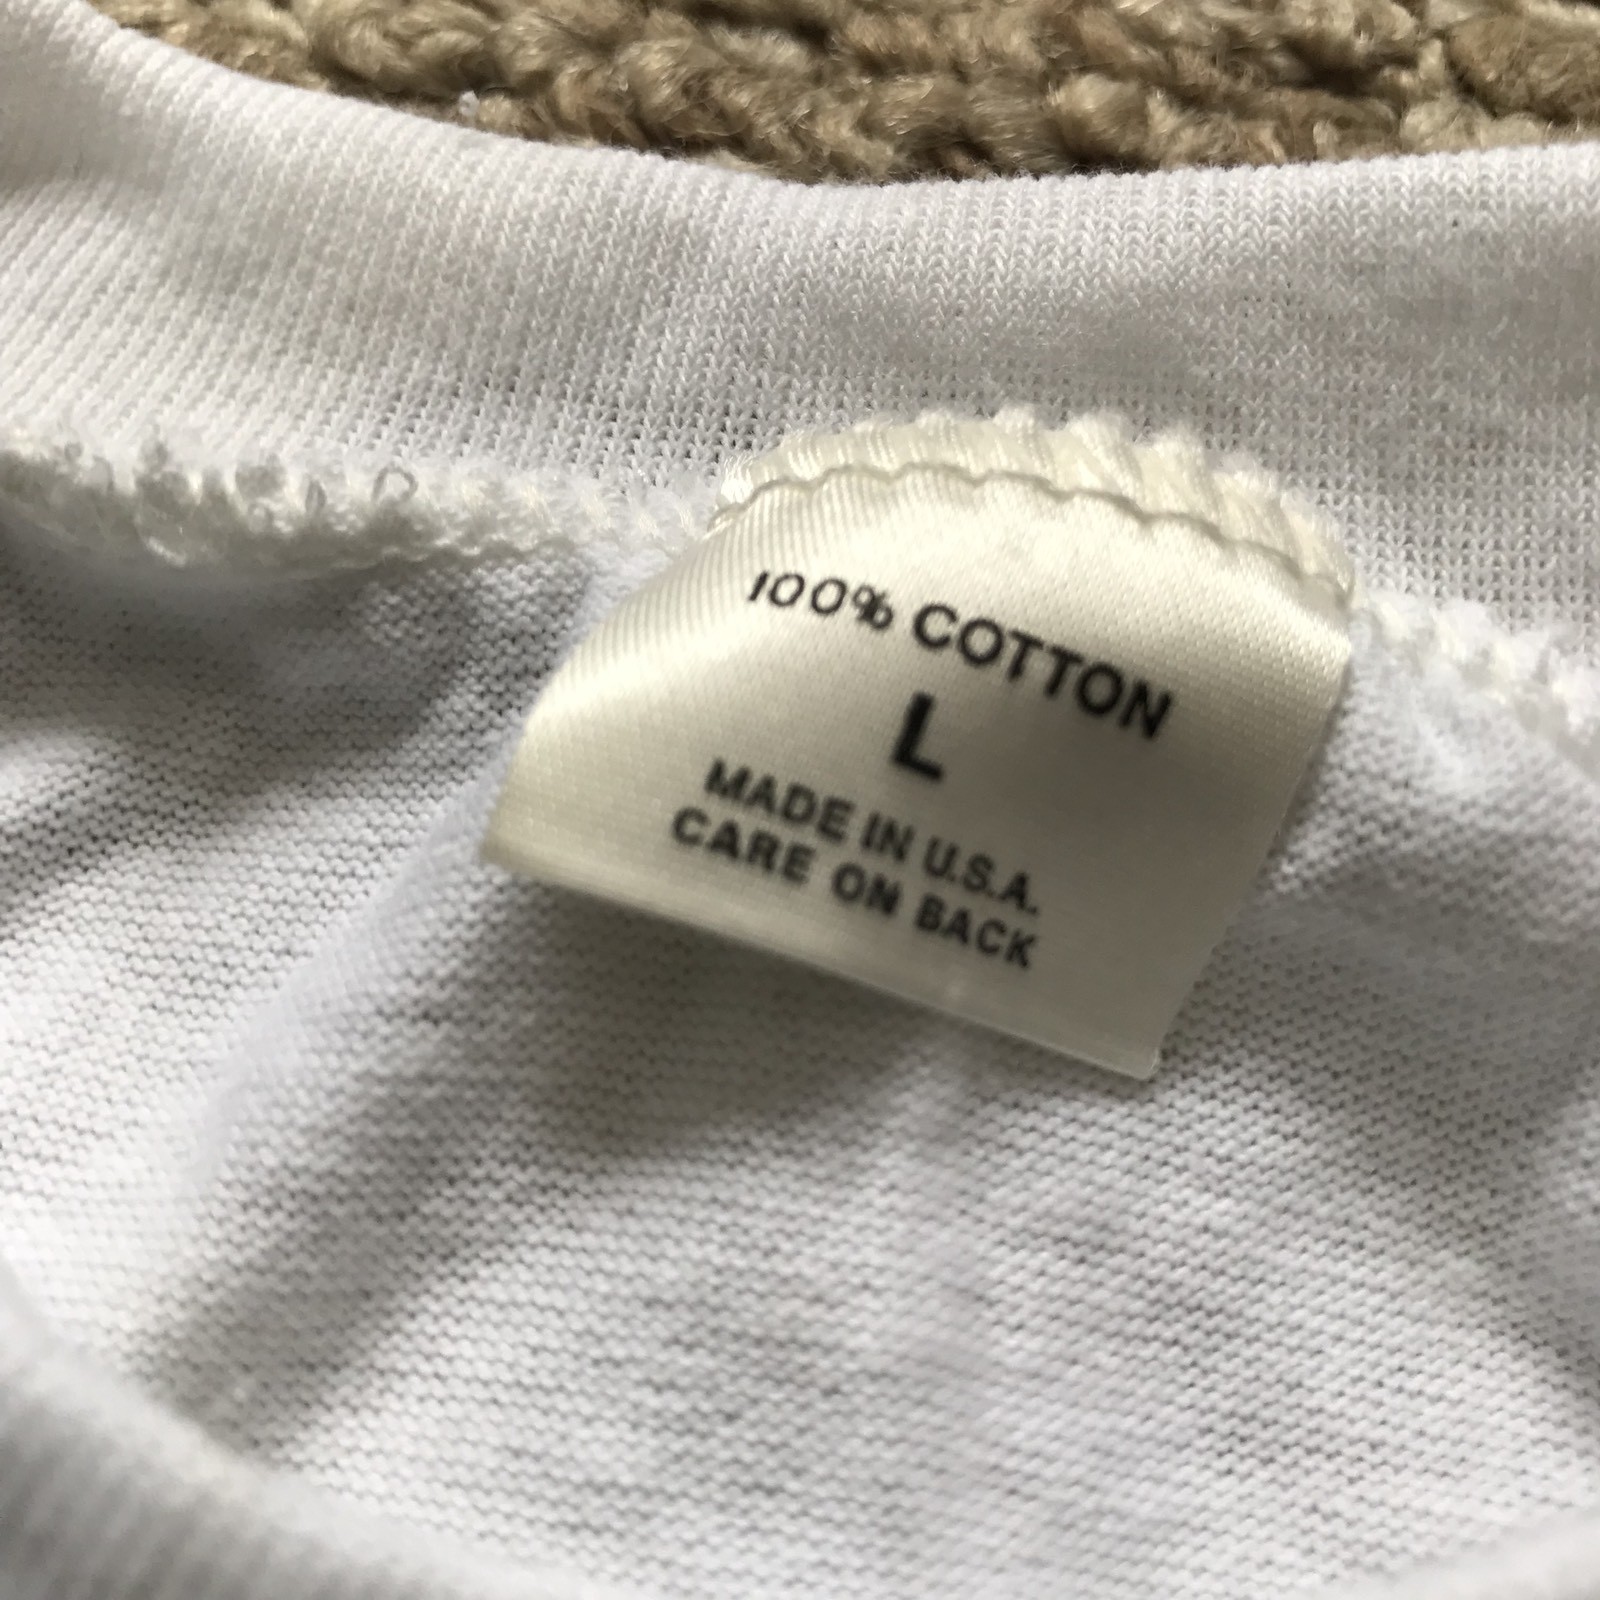 100% COTTON
L
MADE IN U.S.A.
CARE ON BACK